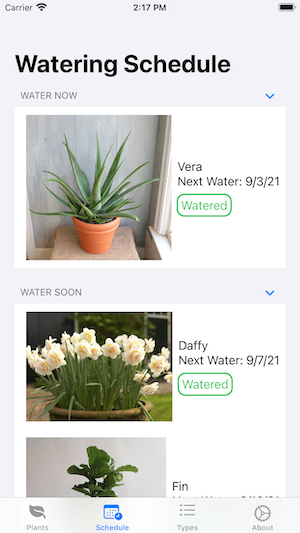 Carrier 2:17 PM
Watering Schedule
WATER NOW
Vera
Next Water: 9/3/21
Watered
WATER SOON
Daffy
Next Water: 9/7/21
Watered
Fin
Plants Schedule Types About